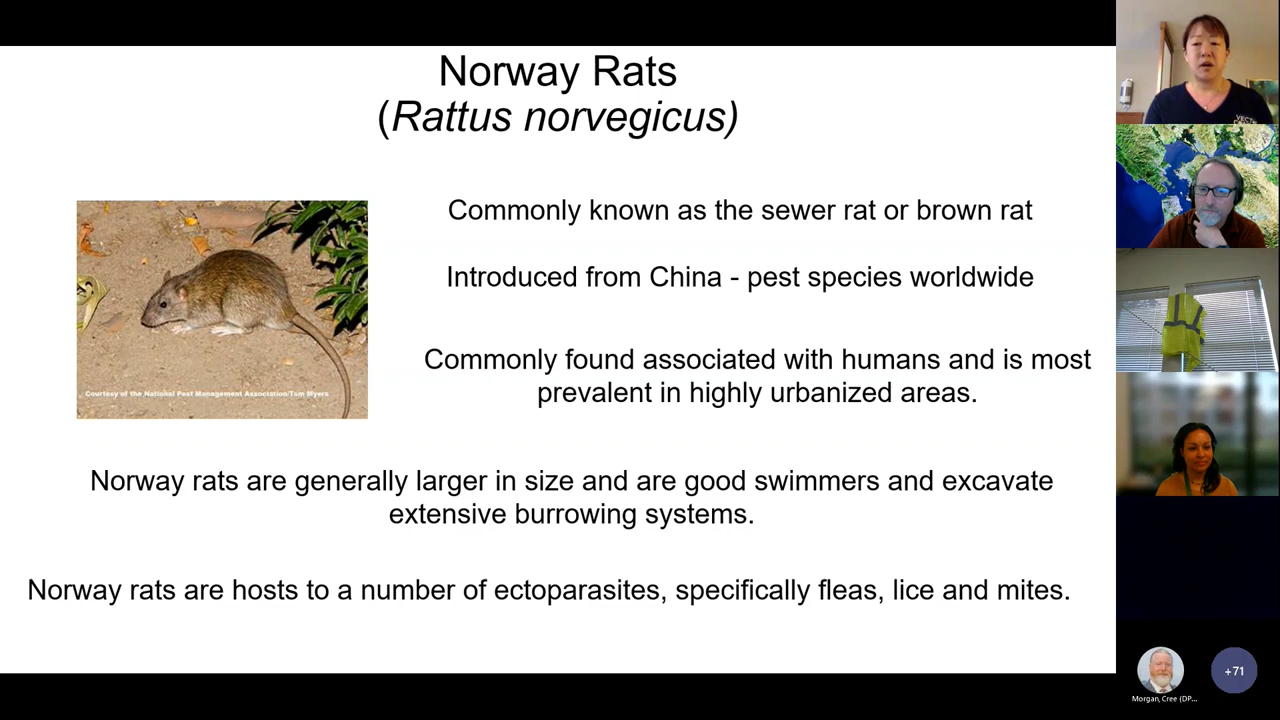 Norway Rats
(Rattus norvegicus)
Commonly known as the sewer rat or brown rat
Introduced from China - pest species worldwide
Commonly found associated with humans and is most
prevalent in highly urbanized areas.
Courtesy of the National Pest Management Association/Tom Myers
Norway rats are generally larger in size and are good swimmers and excavate
extensive burrowing systems.
Norway rats are hosts to a number of ectoparasites, specifically fleas, lice and mites.
+71
Morgan, Cree (DP...